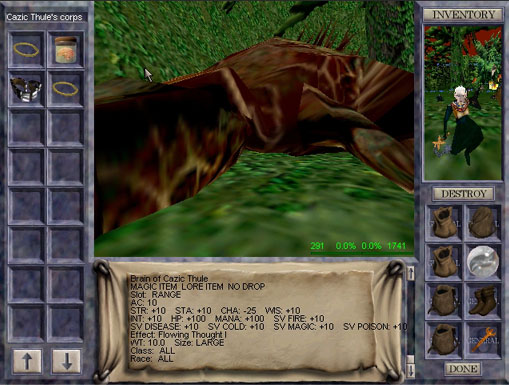 Cazic Thule's corps
INVENTORY
DESTROY
291 0.0% 0.0% 1741
Brain of Cazic Thule
MAGIC ITEM LORE ITEM NO DROP
Slot: RANGE
AC: 10
STR: +10 STA: +10 CHA: -25 WIS: +10
INT: +10 HP: +100 MANA: +100 SV FIRE: +10
SV DISEASE: +10 SV COLD: +10 SV MAGIC: +10 SV POISON: +10
Effect: Flowing Thought I
WT: 10.0 Size: LARGE
Class: ALL
Race: ALL
GENERAL
DONE